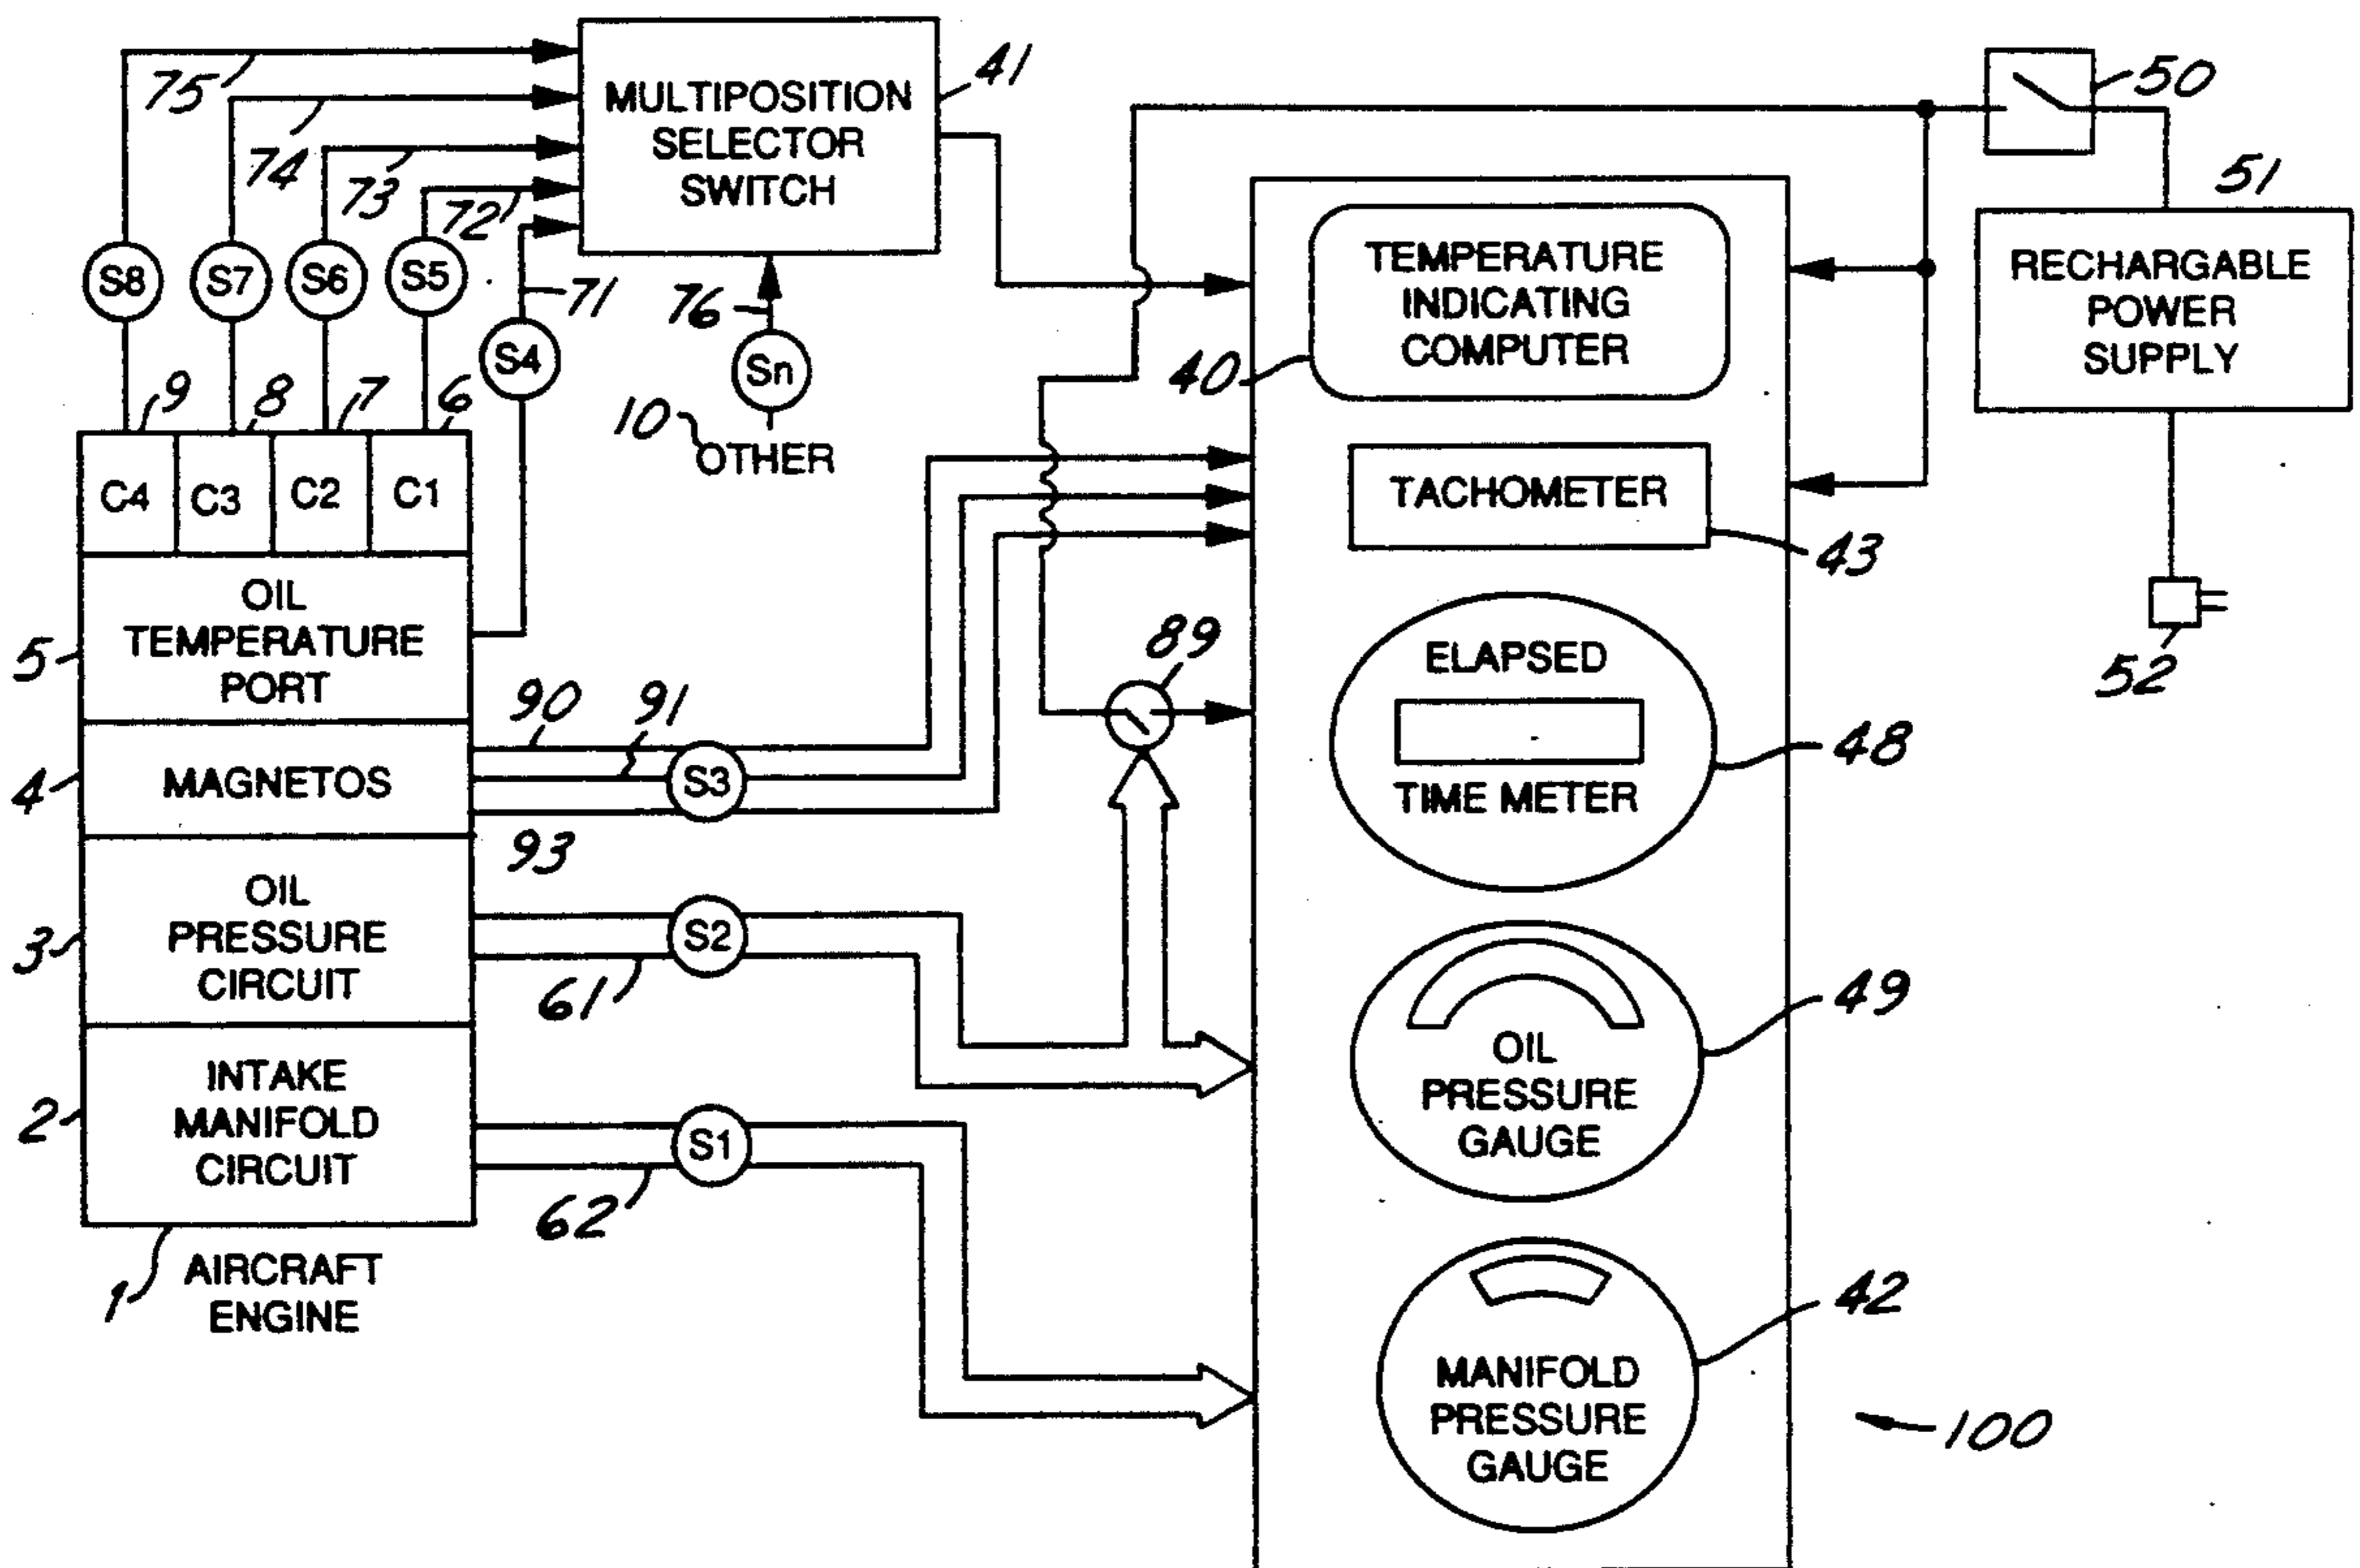 75
74
73
72
71
76
MULTIPOSITION
SELECTOR
SWITCH
41
50
51
RECHARGABLE
POWER
SUPPLY
52
S8
S7
S6
S5
S4
Sn
10
OTHER
9
8
7
6
C4
C3
C2
C1
OIL
TEMPERATURE
PORT
5
MAGNETOS
4
OIL
PRESSURE
CIRCUIT
3
INTAKE
MANIFOLD
CIRCUIT
2
1
AIRCRAFT
ENGINE
90
91
S3
93
S2
61
S1
62
89
TEMPERATURE
INDICATING
COMPUTER
40
TACHOMETER
43
ELAPSED
TIME METER
48
OIL
PRESSURE
GAUGE
49
MANIFOLD
PRESSURE
GAUGE
42
100